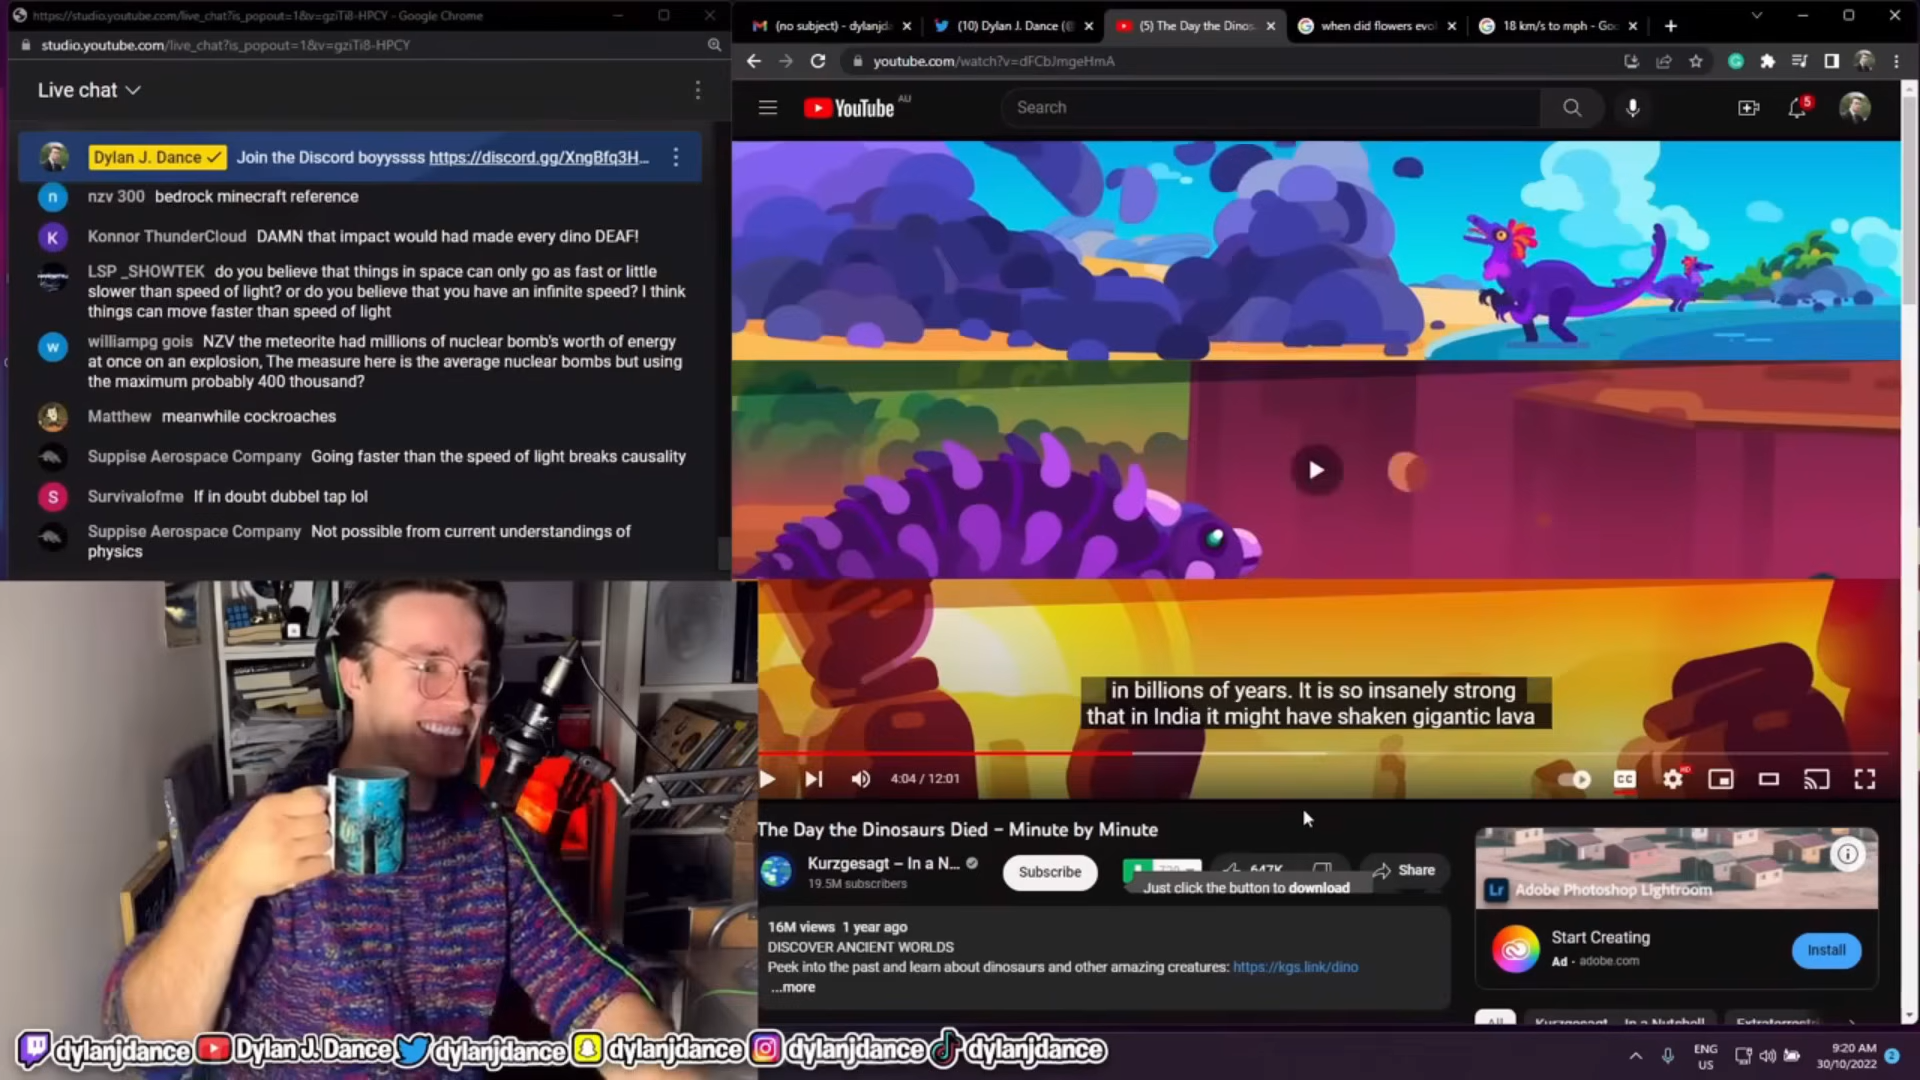 https://studio.youtube.com/live_chat?is_popout=1&v=gziTi8-HPCY - Google Chrome
studio.youtube.com/live_chat?is_popout=1&v=gziTi8-HPCY
Live chat
Dylan J. Dance Join the Discord boyyssss https://discord.gg/XngBfq3H...
n nzv 300 bedrock minecraft reference
K Konnor ThunderCloud DAMN that impact would had made every dino DEAF!
LSP _SHOWTEK do you believe that things in space can only go as fast or little
slower than speed of light? or do you believe that you have an infinite speed? I think
things can move faster than speed of light
w williampg gois NZV the meteorite had millions of nuclear bomb's worth of energy
at once on an explosion, The measure here is the average nuclear bombs but using
the maximum probably 400 thousand?
Matthew meanwhile cockroaches
Suppise Aerospace Company Going faster than the speed of light breaks causality
S Survivalofme If in doubt dubbel tap lol
Suppise Aerospace Company Not possible from current understandings of
physics
(no subject) - dylanjda
(10) Dylan J. Dance (@
(5) The Day the Dinos
when did flowers evol
18 km/s to mph - Goo
youtube.com/watch?v=dFCbJmgeHmA
YouTube AU
Search
5
in billions of years. It is so insanely strong
that in India it might have shaken gigantic lava
4:04 / 12:01
CC
HD
The Day the Dinosaurs Died – Minute by Minute
Kurzgesagt – In a N...
19.5M subscribers
Subscribe
647K
Share
Just click the button to download
16M views 1 year ago
DISCOVER ANCIENT WORLDS
Peek into the past and learn about dinosaurs and other amazing creatures: https://kgs.link/dino
...more
Lr Adobe Photoshop Lightroom
Start Creating
Ad · adobe.com
Install
All
Kurzgesagt – In a Nutshell
dylanjdance Dylan J. Dance dylanjdance dylanjdance dylanjdance dylanjdance
ENG
US
9:20 AM
30/10/2022
2